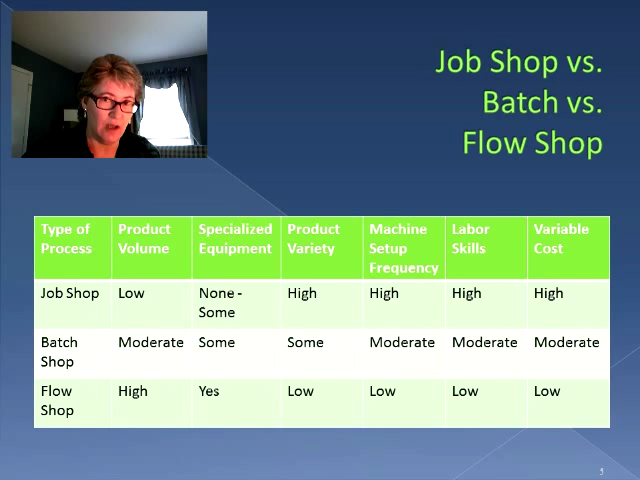 Job Shop vs.
Batch vs.
Flow Shop
Type of Process Product Volume Specialized Equipment Product Variety Machine Setup Frequency Labor Skills Variable Cost
Job Shop Low None - Some High High High High
Batch Shop Moderate Some Some Moderate Moderate Moderate
Flow Shop High Yes Low Low Low Low
5